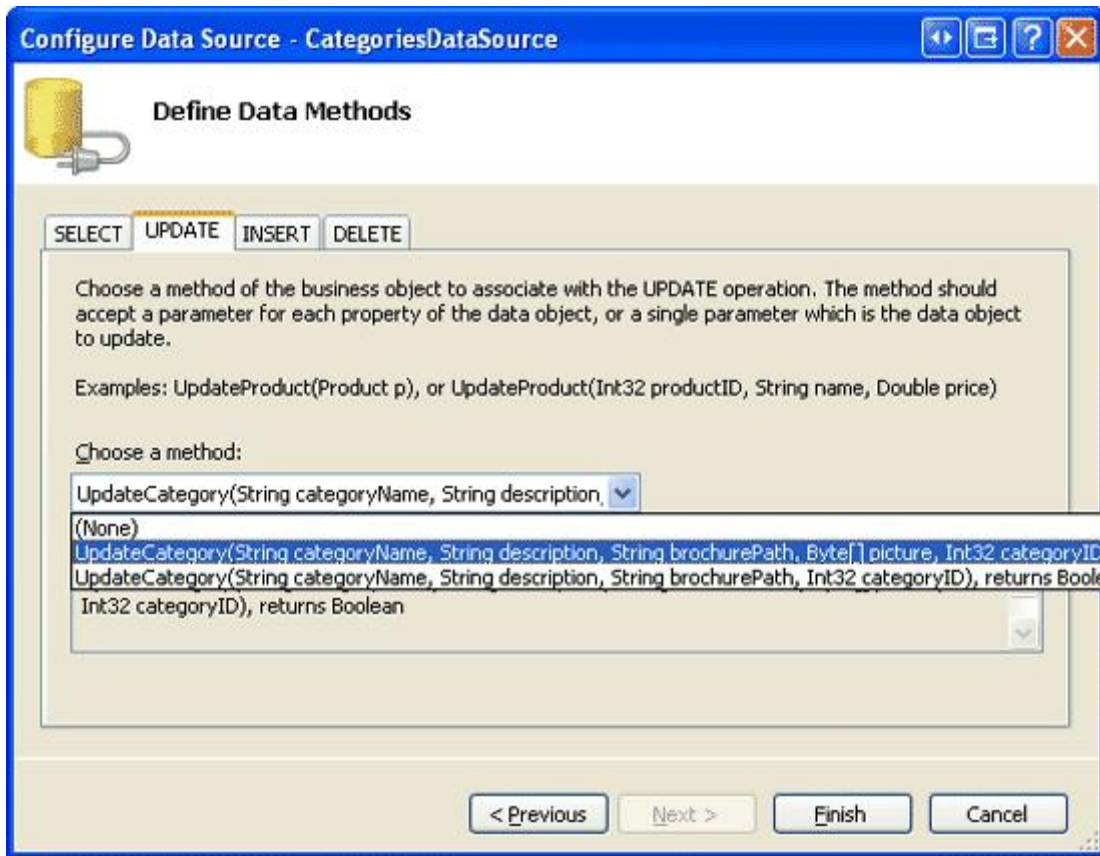 Configure Data Source - CategoriesDataSource
Define Data Methods
SELECT UPDATE INSERT DELETE
Choose a method of the business object to associate with the UPDATE operation. The method should
accept a parameter for each property of the data object, or a single parameter which is the data object
to update.
Examples: UpdateProduct(Product p), or UpdateProduct(Int32 productID, String name, Double price)
Choose a method:
UpdateCategory(String categoryName, String description,
(None)
UpdateCategory(String categoryName, String description, String brochurePath, Byte[] picture, Int32 categoryID
UpdateCategory(String categoryName, String description, String brochurePath, Int32 categoryID), returns Boole
Int32 categoryID), returns Boolean
< Previous Next > Finish Cancel